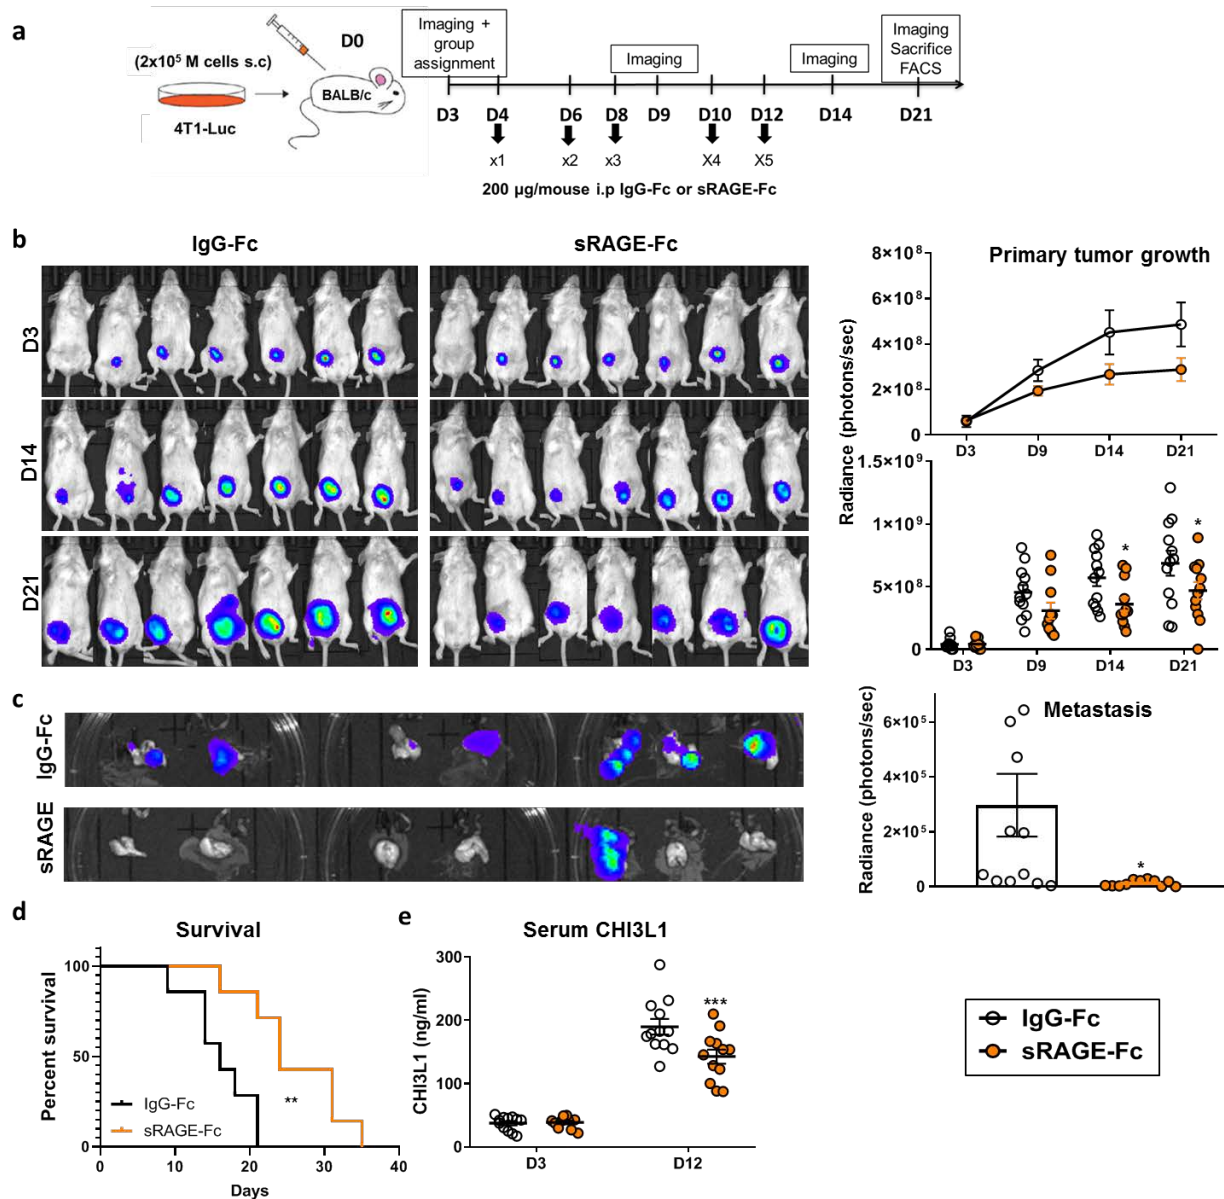 a
(2x10⁵ M cells s.c)
4T1-Luc
D0
BALB/c
Imaging +
group
assignment
Imaging
Imaging
Imaging
Sacrifice
FACS
D3 D4 D6 D8 D9 D10 D12 D14 D21
x1 x2 x3 X4 X5
200 µg/mouse i.p IgG-Fc or sRAGE-Fc
b
IgG-Fc sRAGE-Fc
D3
D14
D21
Primary tumor growth
Radiance (photons/sec)
8×10⁸
6×10⁸
4×10⁸
2×10⁸
0
D3 D9 D14 D21
1.5×10⁹
1×10⁹
5×10⁸
0
* *
D3 D9 D14 D21
c
IgG-Fc
sRAGE
Metastasis
Radiance (photons/sec)
6×10⁵
4×10⁵
2×10⁵
0
*
d
Survival
Percent survival
100
50
0
IgG-Fc
sRAGE-Fc
**
0 10 20 30 40
Days
e
Serum CHI3L1
CHI3L1 (ng/ml)
300
200
100
0
***
D3 D12
IgG-Fc
sRAGE-Fc